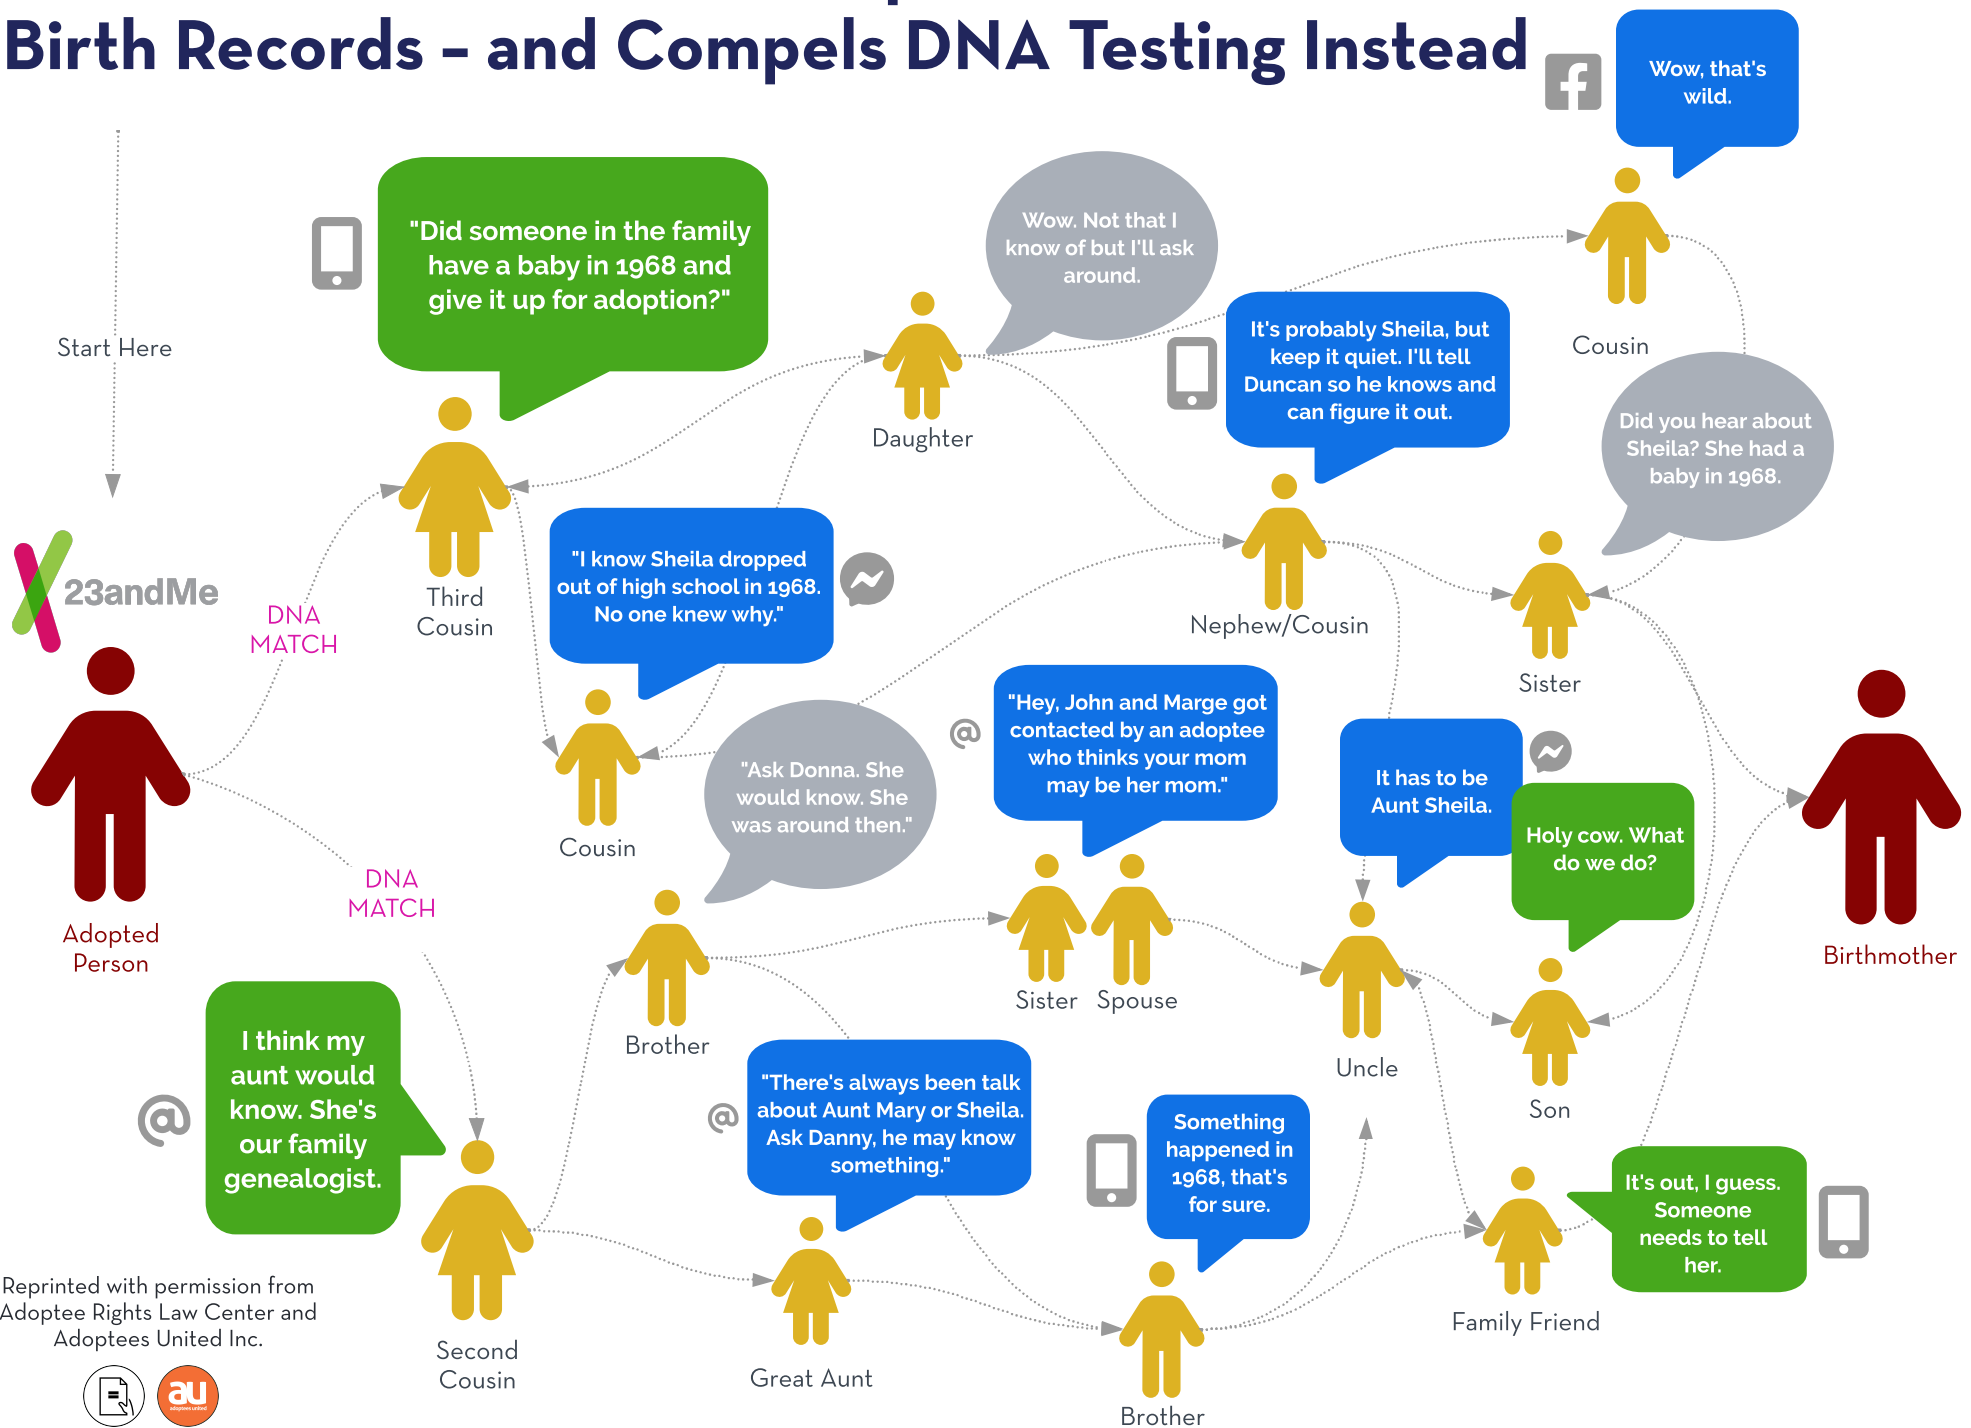 Birth Records – and Compels DNA Testing Instead
Wow, that's
wild.
"Did someone in the family
have a baby in 1968 and
give it up for adoption?"
Wow. Not that I
know of but I'll ask
around.
Start Here
Cousin
It's probably Sheila, but
keep it quiet. I'll tell
Duncan so he knows and
can figure it out.
Daughter
Did you hear about
Sheila? She had a
baby in 1968.
23andMe
DNA
MATCH
Third
Cousin
"I know Sheila dropped
out of high school in 1968.
No one knew why."
Nephew/Cousin
Sister
"Hey, John and Marge got
contacted by an adoptee
who thinks your mom
may be her mom."
@
"Ask Donna. She
would know. She
was around then."
It has to be
Aunt Sheila.
Holy cow. What
do we do?
Cousin
DNA
MATCH
Adopted
Person
Birthmother
Sister
Spouse
Brother
Uncle
Son
I think my
aunt would
know. She's
our family
genealogist.
@
"There's always been talk
about Aunt Mary or Sheila.
Ask Danny, he may know
something."
@
Something
happened in
1968, that's
for sure.
It's out, I guess.
Someone
needs to tell
her.
Reprinted with permission from
Adoptee Rights Law Center and
Adoptees United Inc.
Second
Cousin
Great Aunt
Family Friend
Brother
au
adoptees united